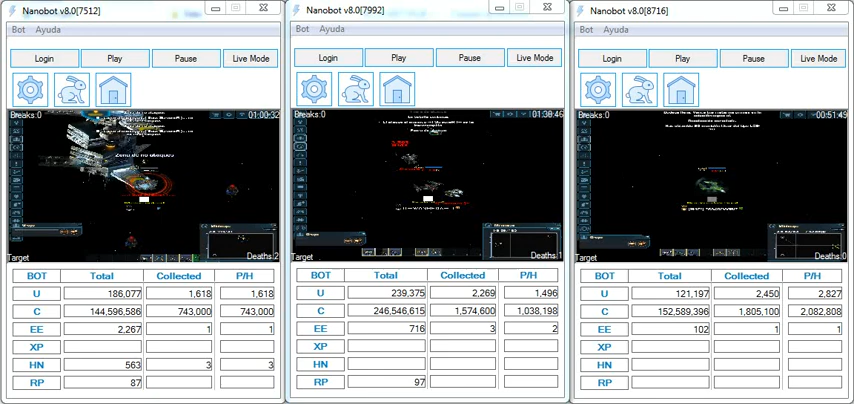 Nanobot v8.0[7512]
Bot Ayuda
Login Play Pause Live Mode
Breaks:0 01:00:32
Zona de no ataques
Target Deaths:2
BOT Total Collected P/H
U 186,077 1,618 1,618
C 144,596,586 743,000 743,000
EE 2,267 1 1
XP
HN 563 3 3
RP 87
Nanobot v8.0[7992]
Bot Ayuda
Login Play Pause Live Mode
Breaks:0 01:38:46
Target Deaths:1
BOT Total Collected P/H
U 239,375 2,269 1,496
C 246,546,615 1,574,600 1,038,198
EE 716 3 2
XP
HN
RP 97
Nanobot v8.0[8716]
Bot Ayuda
Login Play Pause Live Mode
Breaks:0 00:51:49
Target Deaths:0
BOT Total Collected P/H
U 121,197 2,450 2,827
C 152,589,396 1,805,100 2,082,808
EE 102 1 1
XP
HN
RP